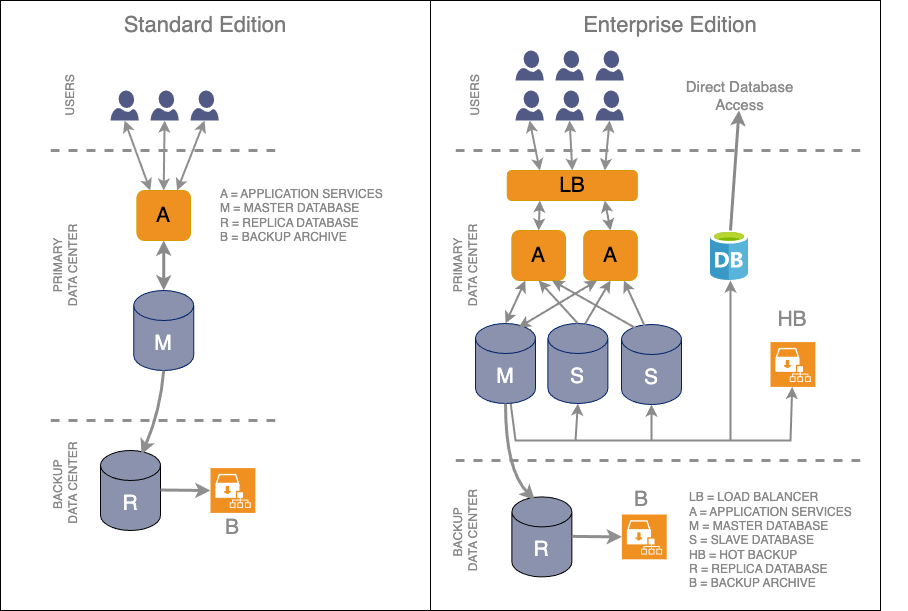 Standard Edition
USERS
A = APPLICATION SERVICES
M = MASTER DATABASE
R = REPLICA DATABASE
B = BACKUP ARCHIVE
A
PRIMARY
DATA CENTER
M
BACKUP
DATA CENTER
R
B
Enterprise Edition
USERS
Direct Database
Access
LB
A
A
DB
PRIMARY
DATA CENTER
HB
M
S
S
BACKUP
DATA CENTER
R
B
LB = LOAD BALANCER
A = APPLICATION SERVICES
M = MASTER DATABASE
S = SLAVE DATABASE
HB = HOT BACKUP
R = REPLICA DATABASE
B = BACKUP ARCHIVE